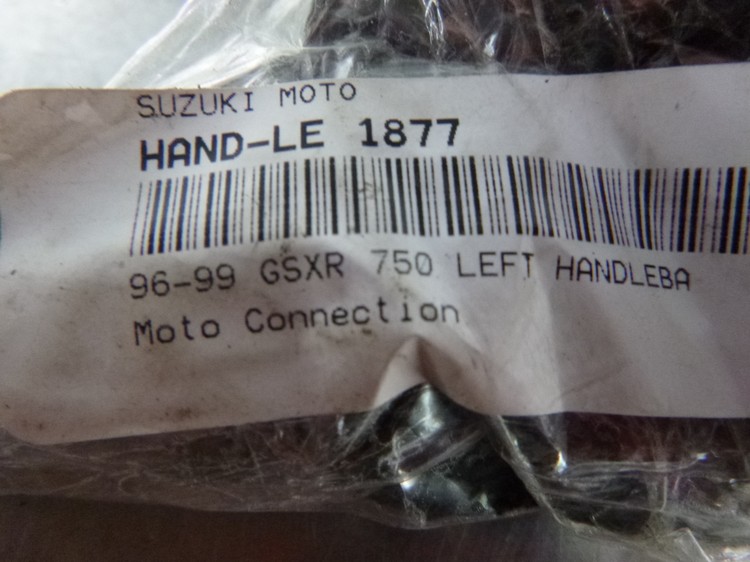 SUZUKI MOTO
HAND-LE 1877
96-99 GSXR 750 LEFT HANDLEBA
Moto Connection